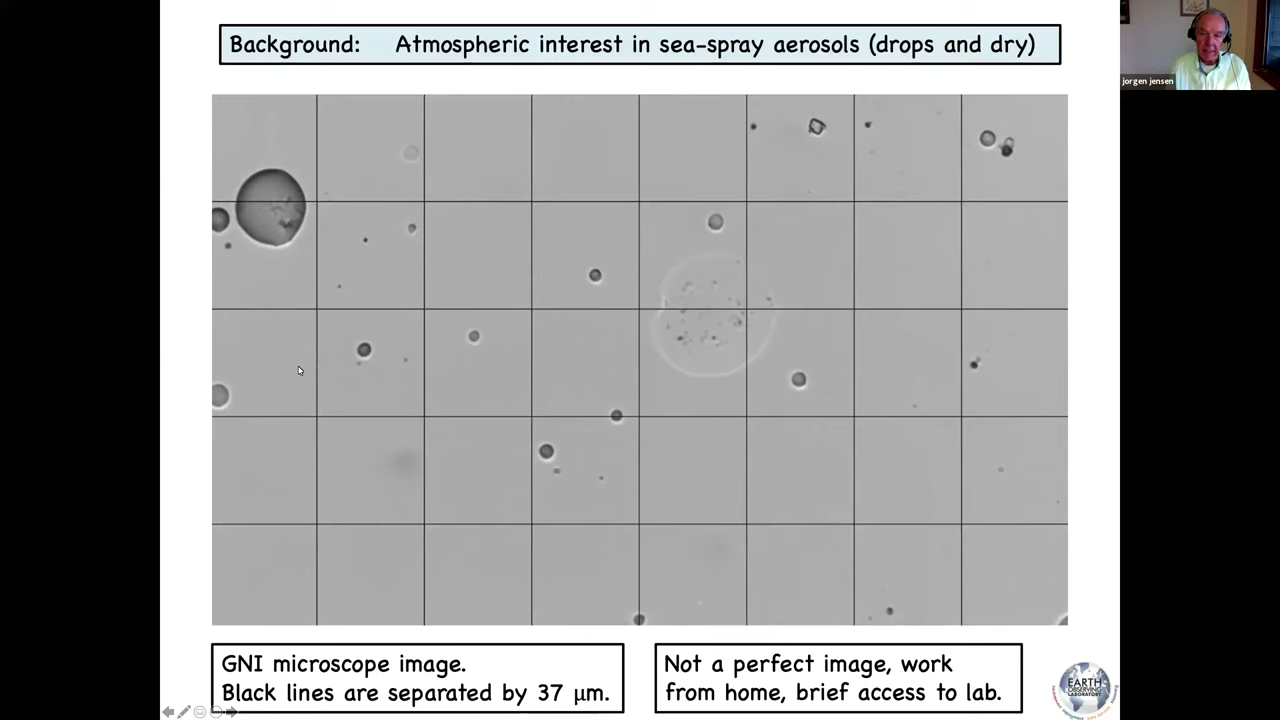 Background: Atmospheric interest in sea-spray aerosols (drops and dry)
jorgen jensen
GNI microscope image.
Black lines are separated by 37 μm.
Not a perfect image, work
from home, brief access to lab.
EARTH
OBSERVING
LABORATORY